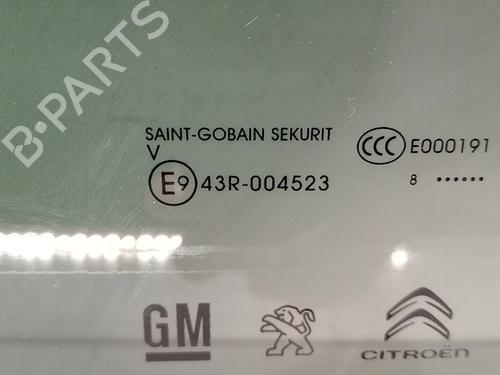 B-PARTS
SAINT-GOBAIN SEKURIT
V
E9 43R-004523
CCC E000191
8 ......
GM
CITROËN